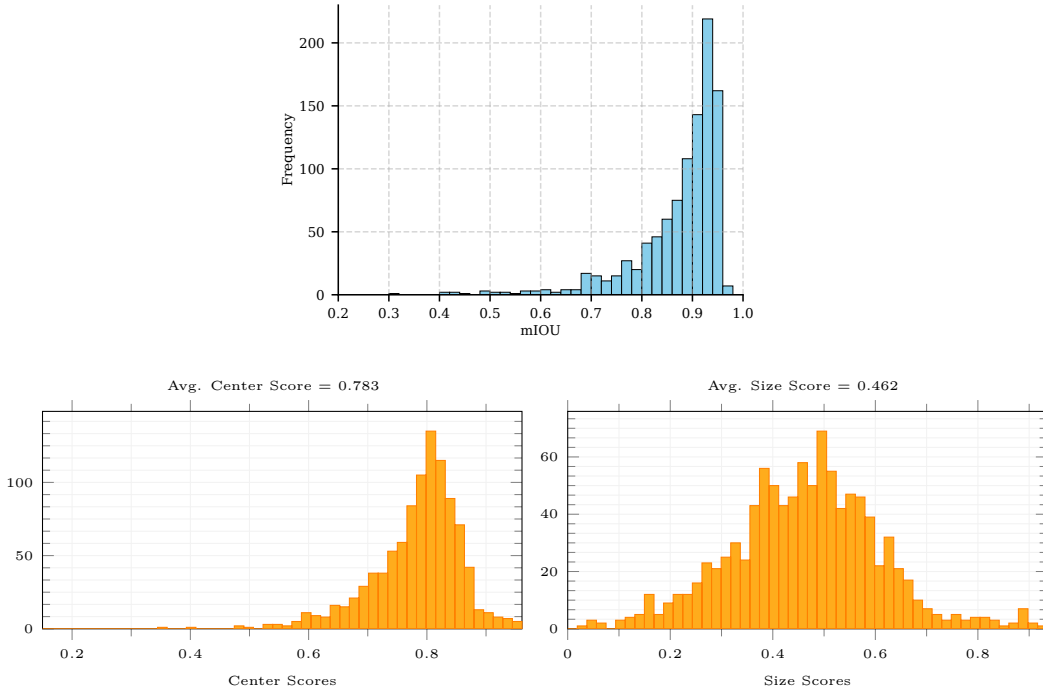 200
150
100
50
0
Frequency
0.2 0.3 0.4 0.5 0.6 0.7 0.8 0.9 1.0
mIOU
Avg. Center Score = 0.783
100
50
0
0.2 0.4 0.6 0.8
Center Scores
Avg. Size Score = 0.462
60
40
20
0
0 0.2 0.4 0.6 0.8
Size Scores